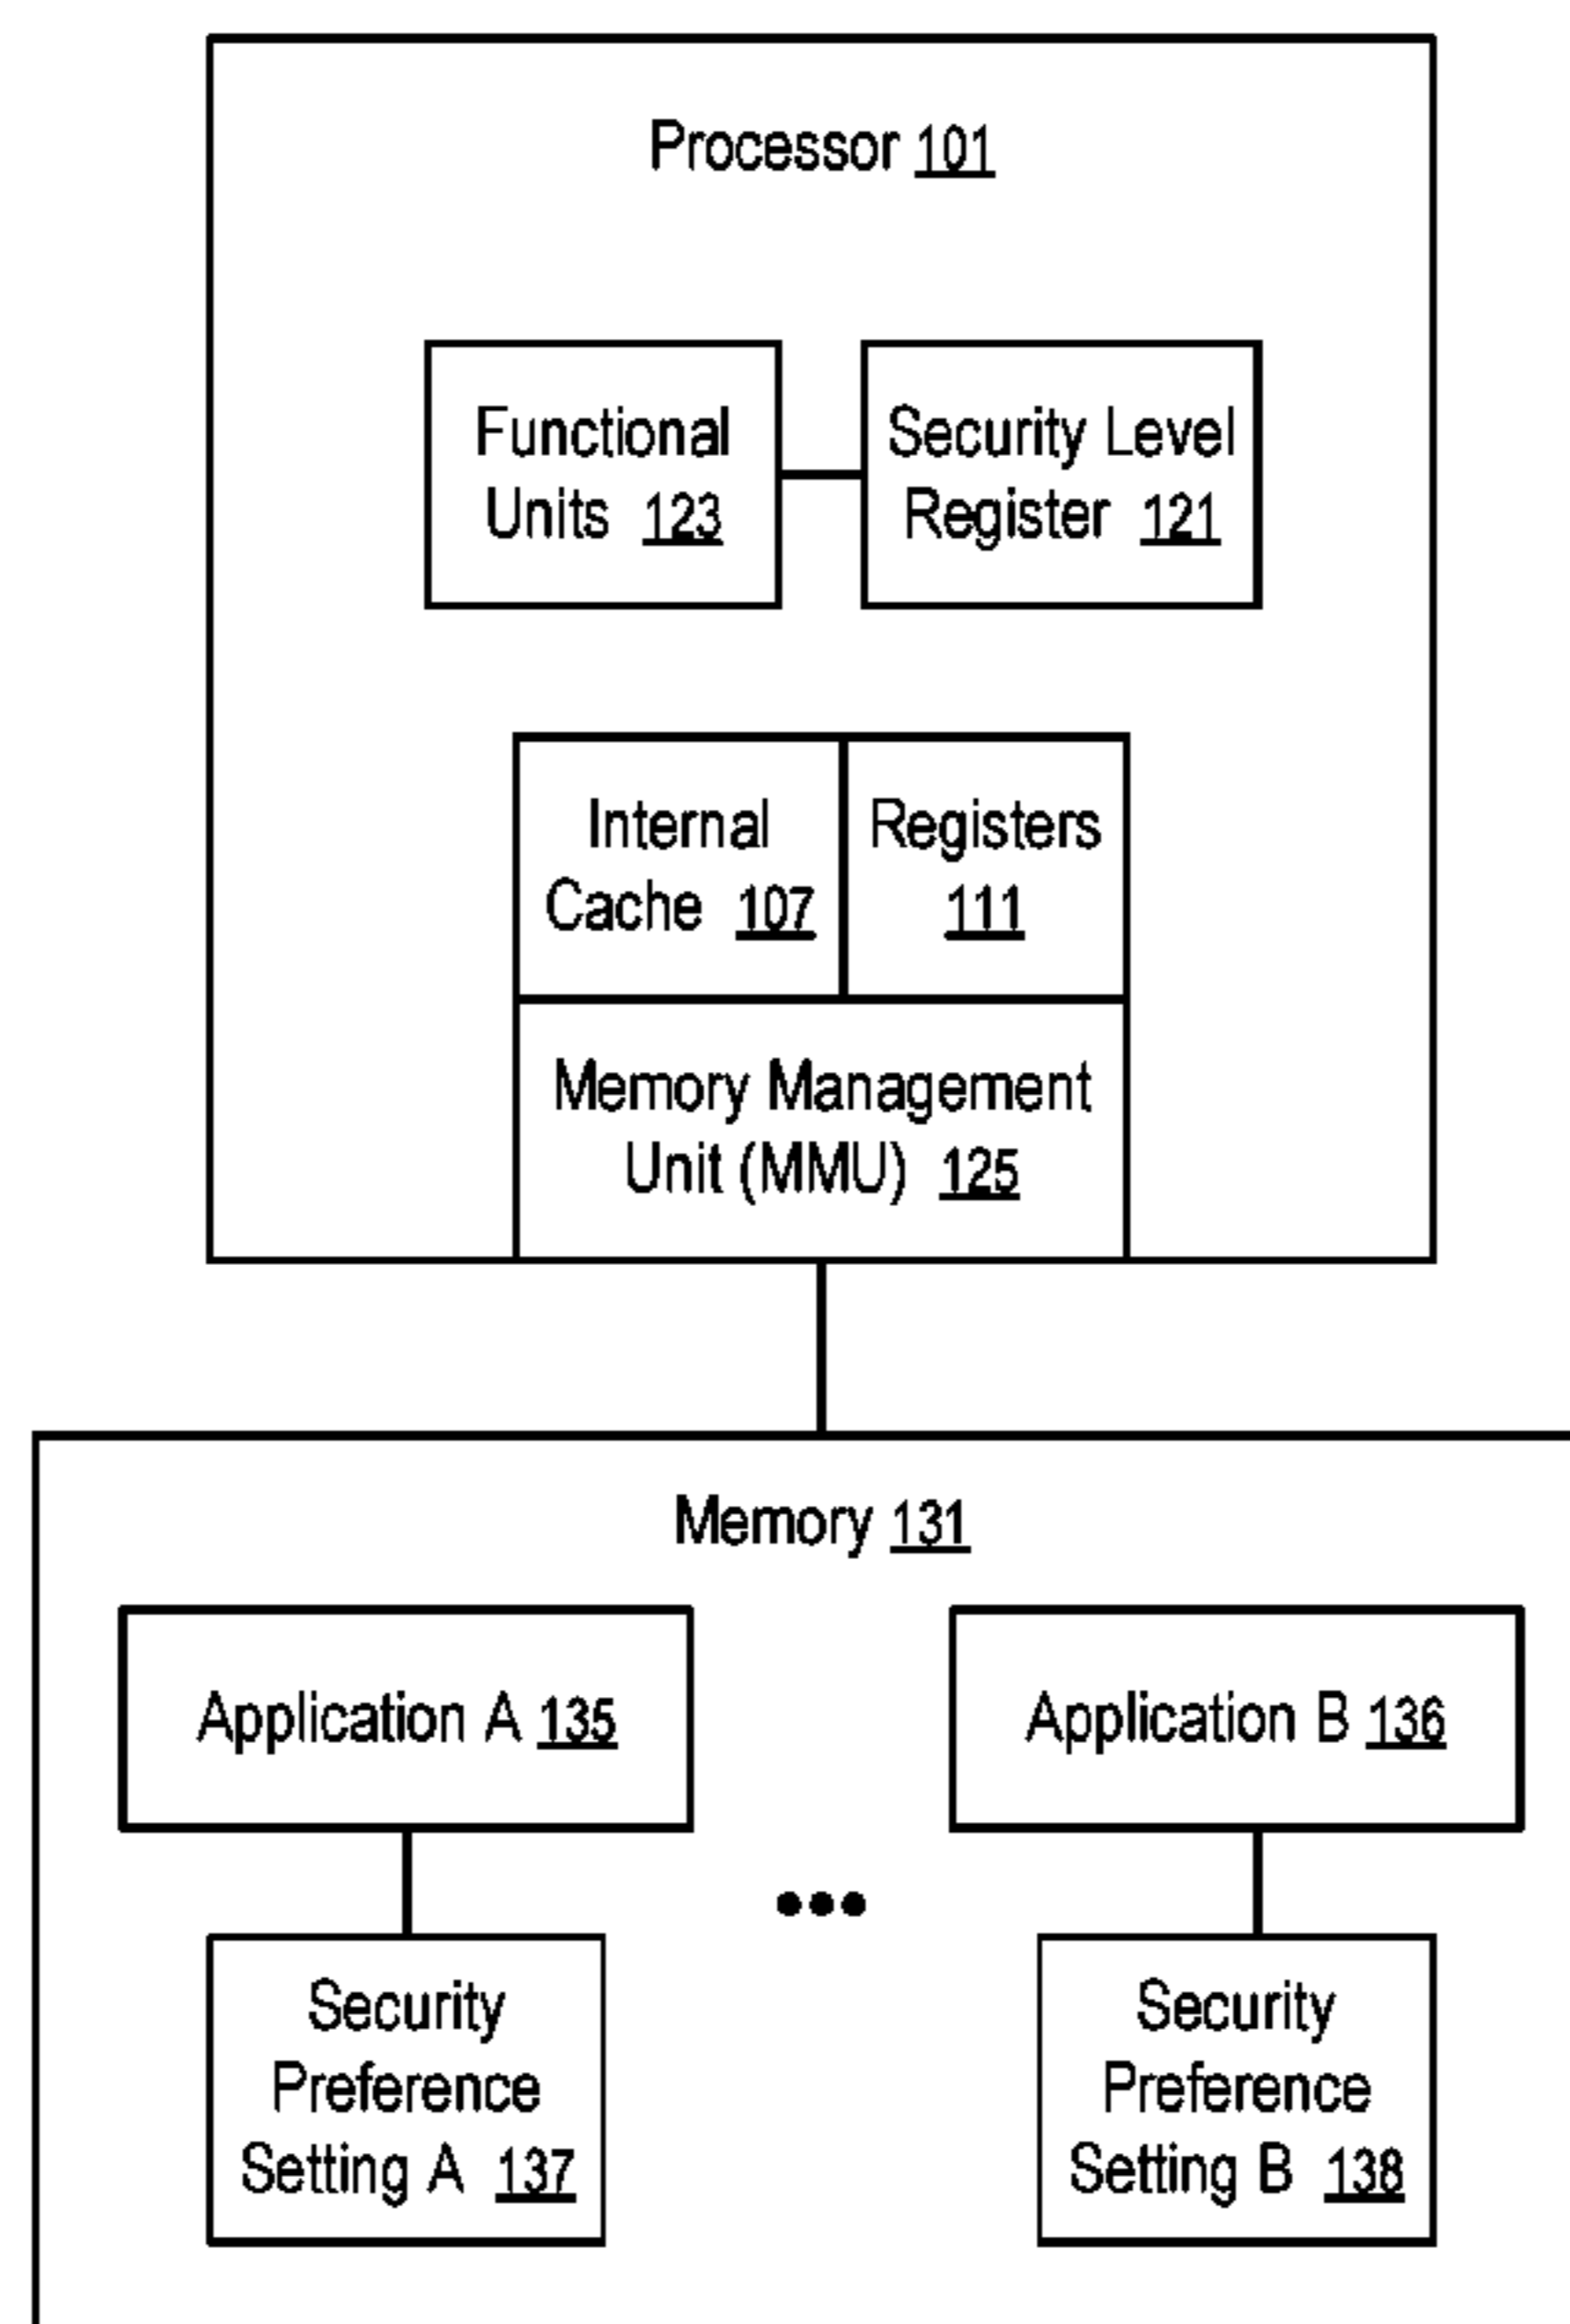 Processor 101
Functional
Units 123
Security Level
Register 121
Internal
Cache 107
Registers
111
Memory Management
Unit (MMU) 125
Memory 131
Application A 135
Application B 136
Security
Preference
Setting A 137
Security
Preference
Setting B 138